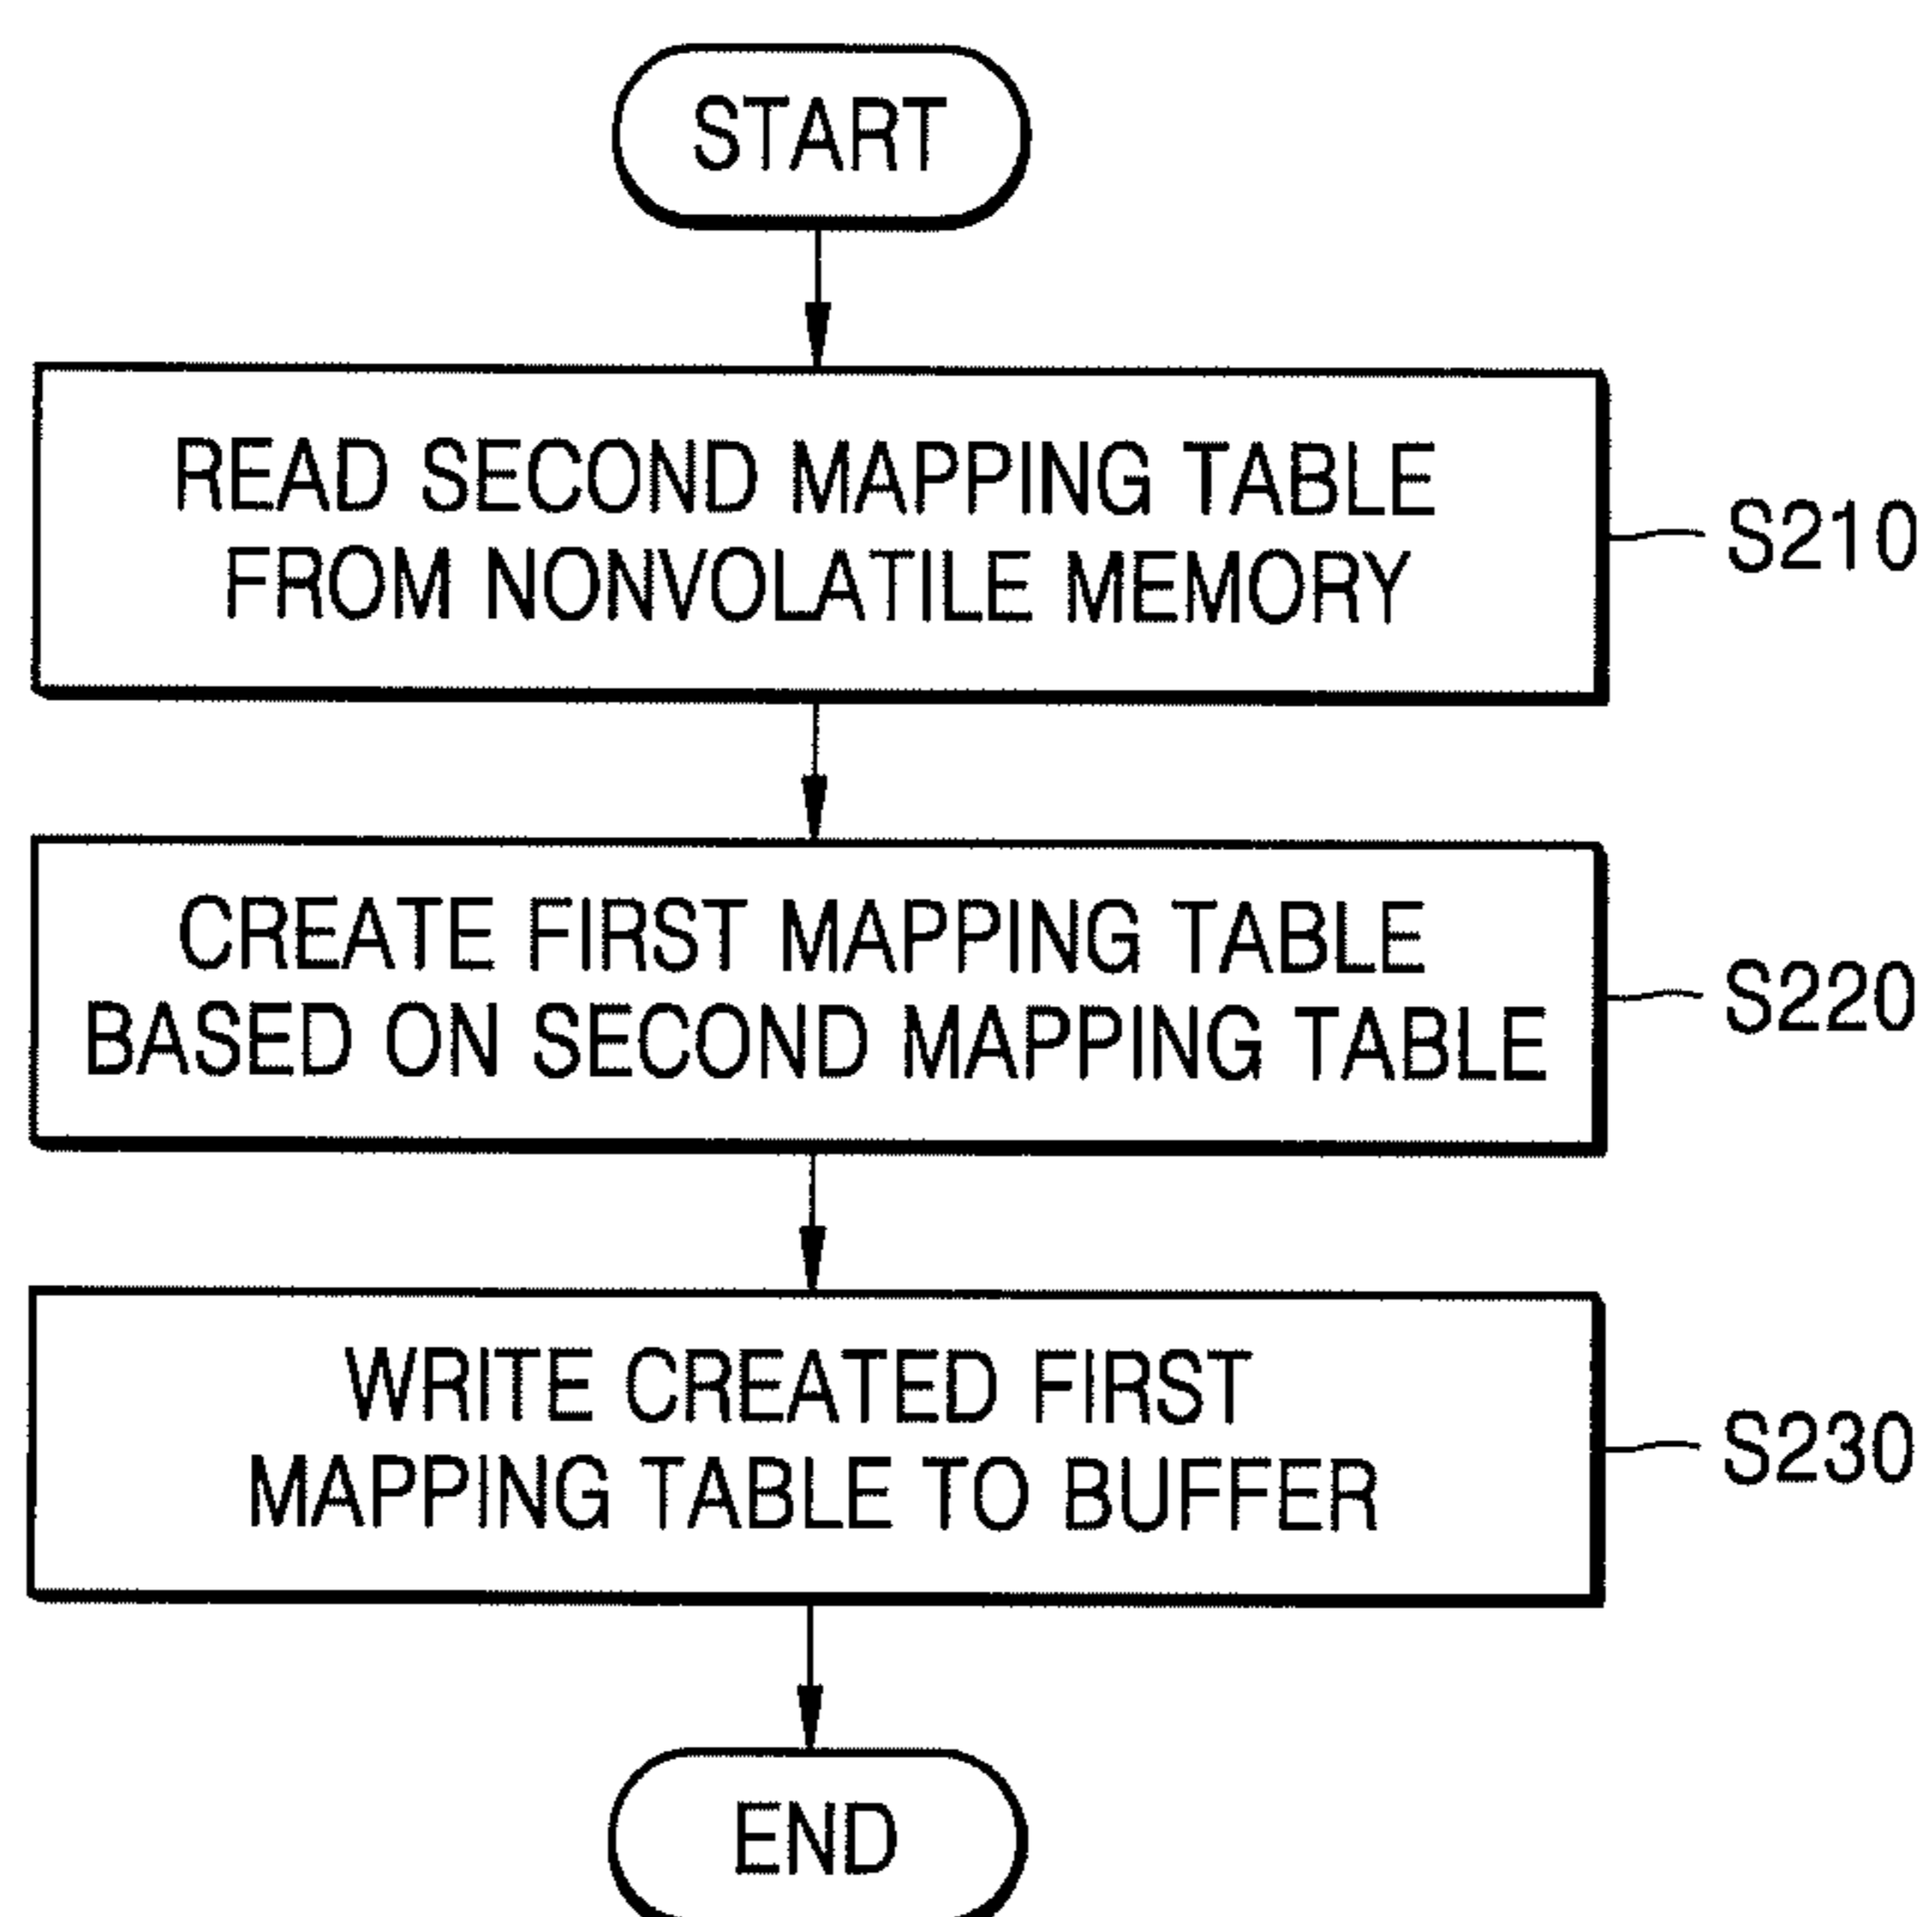 START
READ SECOND MAPPING TABLE
FROM NONVOLATILE MEMORY
S210
CREATE FIRST MAPPING TABLE
BASED ON SECOND MAPPING TABLE
S220
WRITE CREATED FIRST
MAPPING TABLE TO BUFFER
S230
END